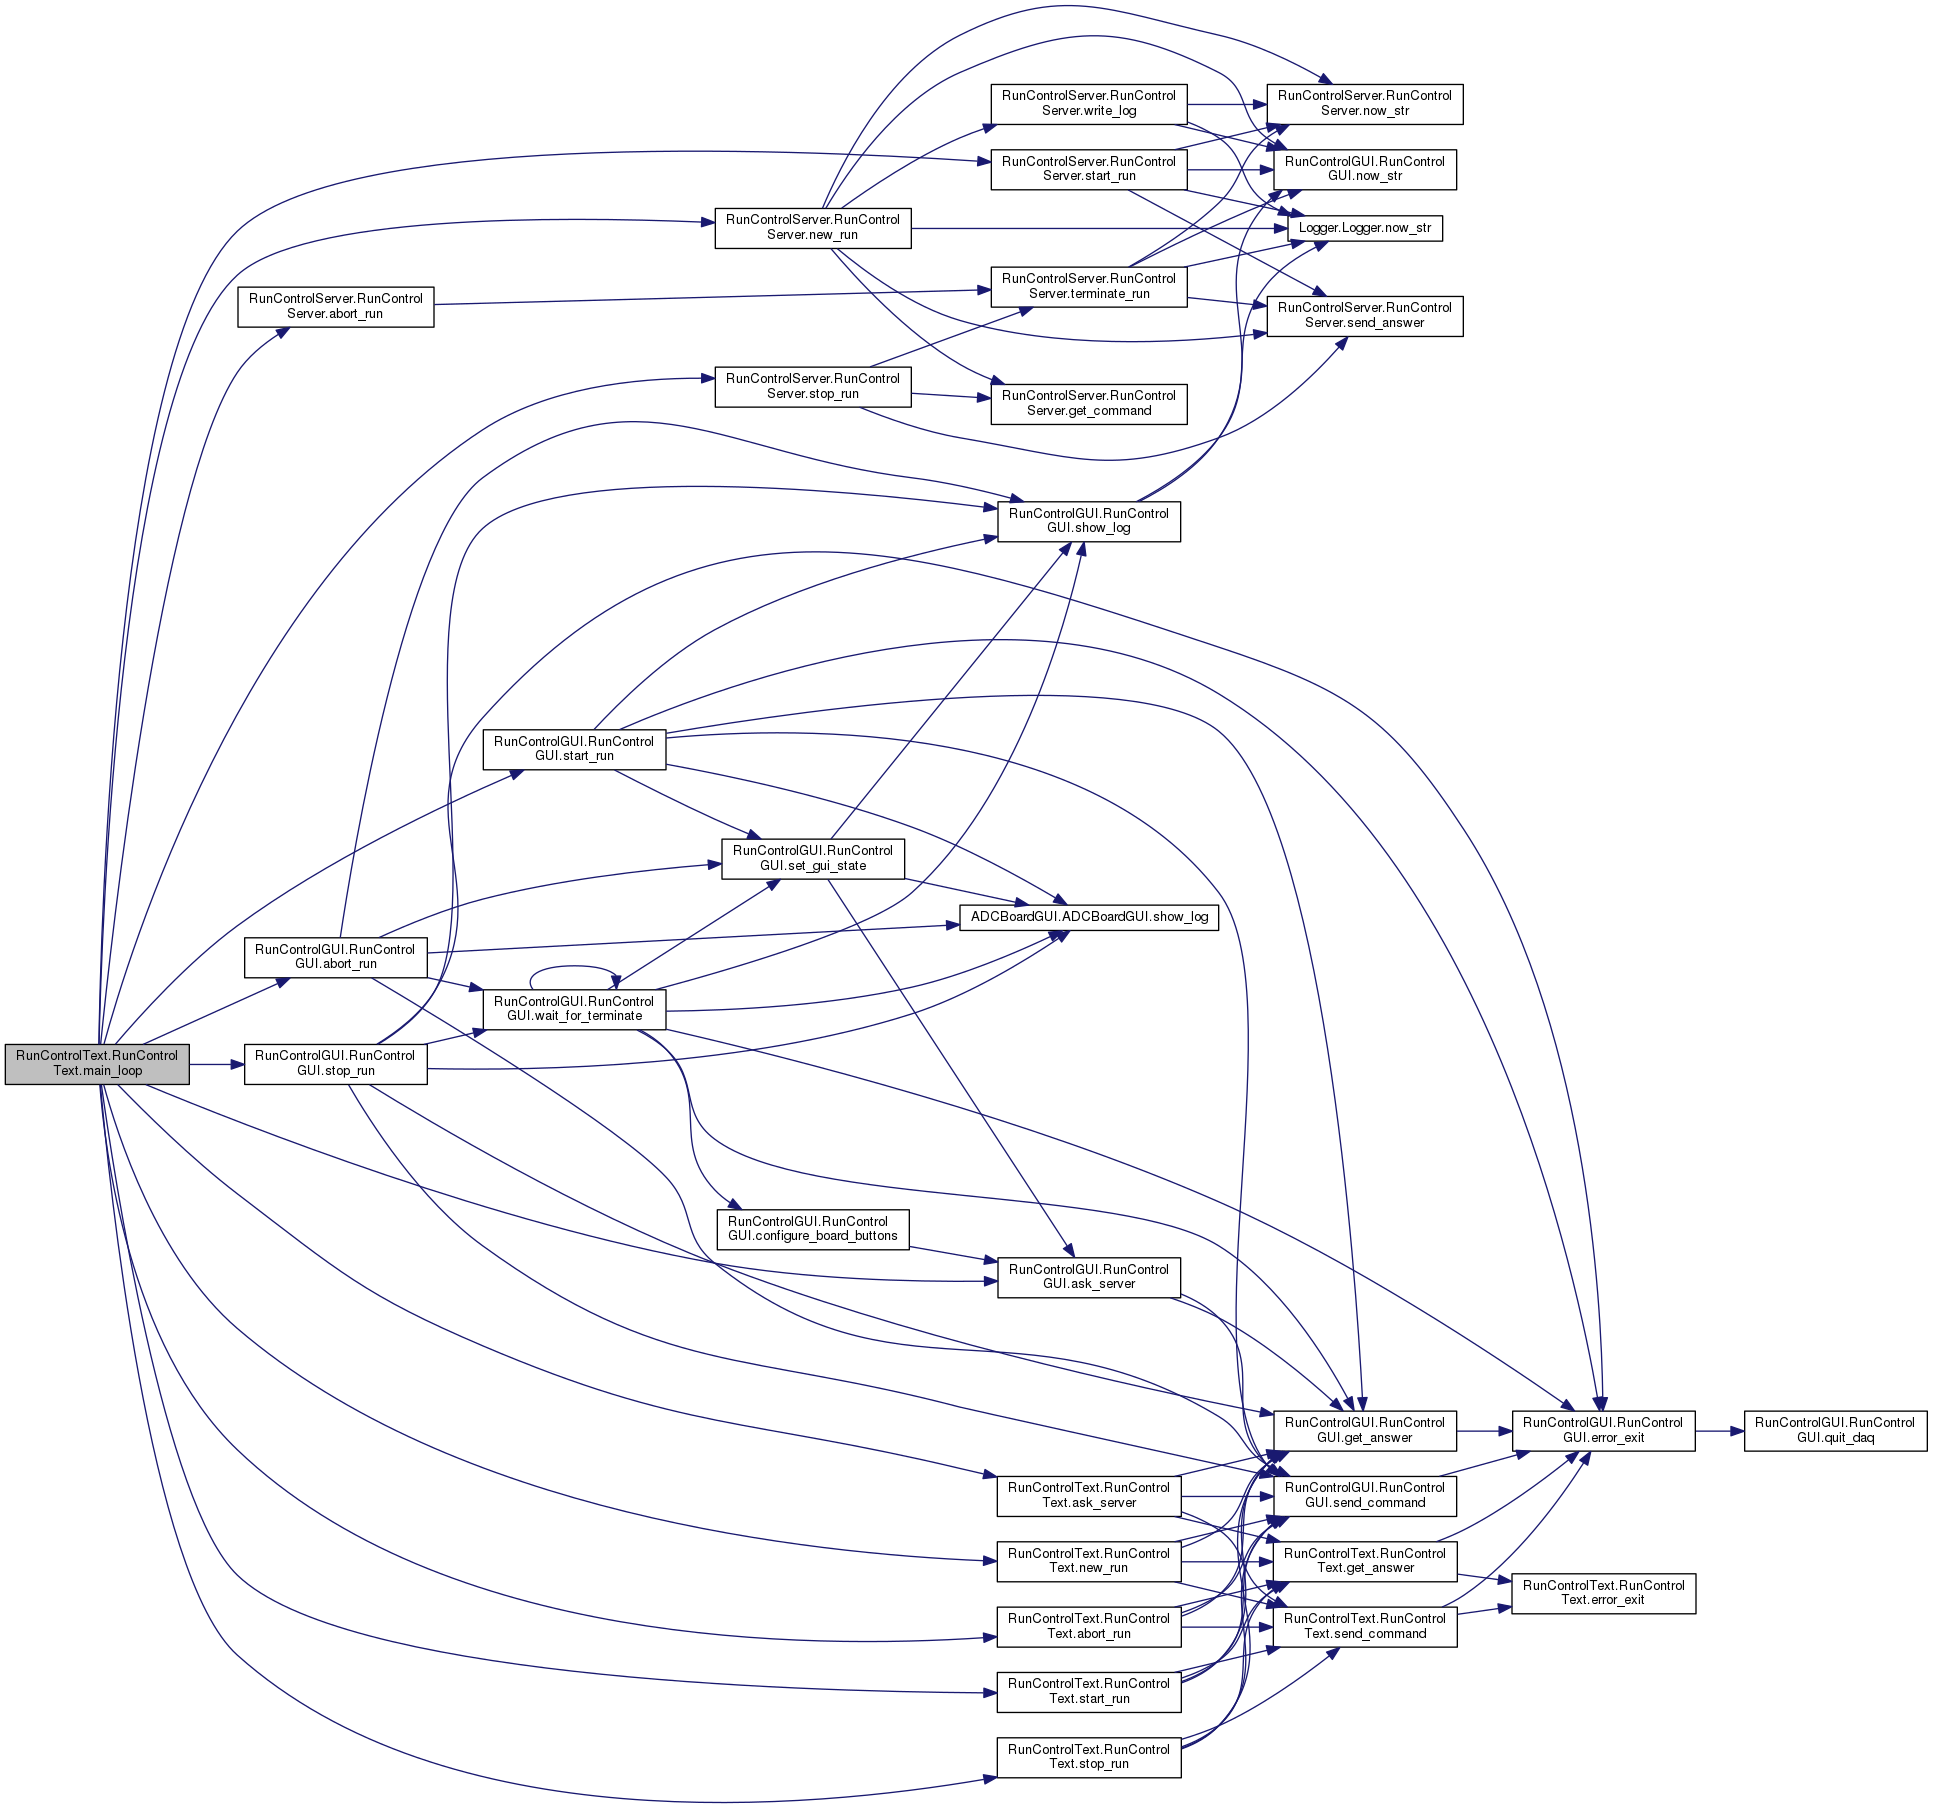 RunControlText.RunControl
Text.main_loop
RunControlServer.RunControl
Server.abort_run
RunControlGUI.RunControl
GUI.abort_run
RunControlGUI.RunControl
GUI.stop_run
RunControlGUI.RunControl
GUI.start_run
RunControlGUI.RunControl
GUI.wait_for_terminate
RunControlServer.RunControl
Server.new_run
RunControlServer.RunControl
Server.stop_run
RunControlGUI.RunControl
GUI.set_gui_state
RunControlGUI.RunControl
GUI.configure_board_buttons
RunControlServer.RunControl
Server.write_log
RunControlServer.RunControl
Server.start_run
RunControlServer.RunControl
Server.terminate_run
RunControlServer.RunControl
Server.get_command
RunControlGUI.RunControl
GUI.show_log
ADCBoardGUI.ADCBoardGUI.show_log
RunControlGUI.RunControl
GUI.ask_server
RunControlText.RunControl
Text.ask_server
RunControlText.RunControl
Text.new_run
RunControlText.RunControl
Text.abort_run
RunControlText.RunControl
Text.start_run
RunControlText.RunControl
Text.stop_run
RunControlServer.RunControl
Server.now_str
RunControlGUI.RunControl
GUI.now_str
Logger.Logger.now_str
RunControlServer.RunControl
Server.send_answer
RunControlGUI.RunControl
GUI.get_answer
RunControlGUI.RunControl
GUI.send_command
RunControlText.RunControl
Text.get_answer
RunControlText.RunControl
Text.send_command
RunControlGUI.RunControl
GUI.error_exit
RunControlText.RunControl
Text.error_exit
RunControlGUI.RunControl
GUI.quit_daq